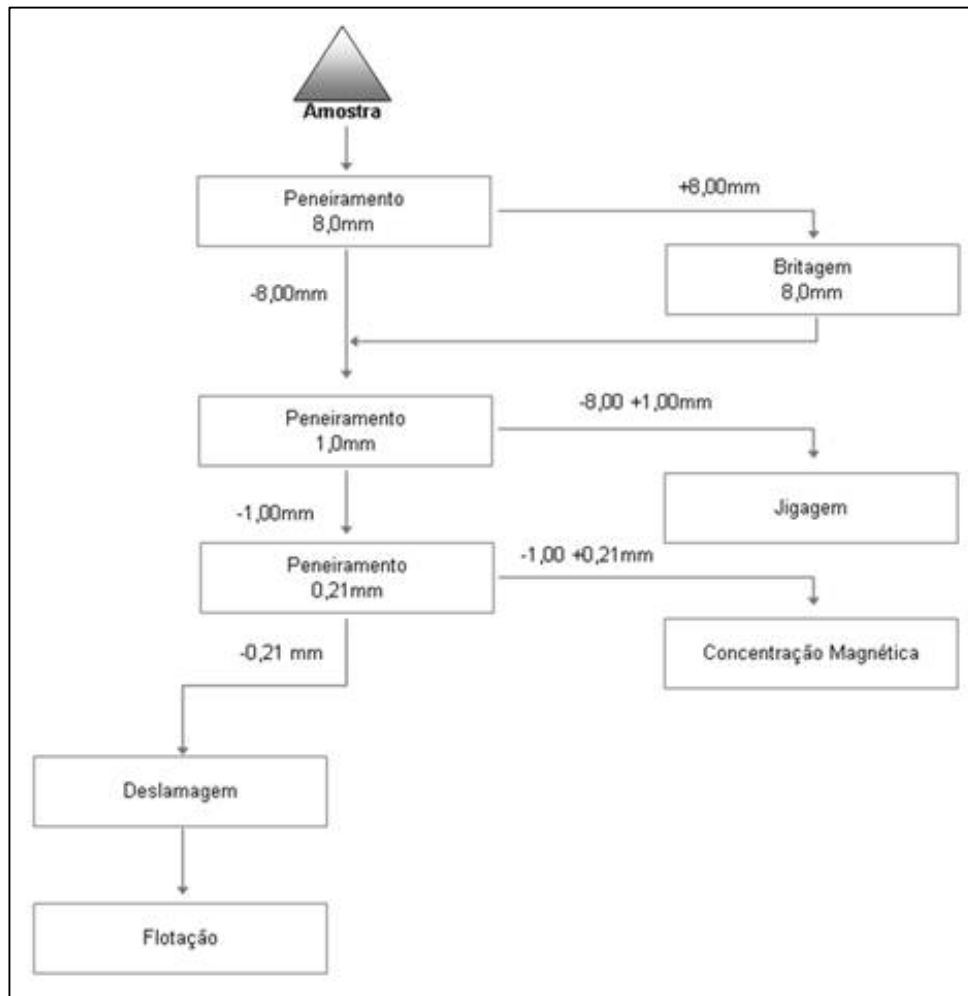 Amostra
Peneiramento
8,0mm
+8,00mm
Britagem
8,0mm
-8,00mm
Peneiramento
1,0mm
-8,00 +1,00mm
Jigagem
-1,00mm
Peneiramento
0,21mm
-1,00 +0,21mm
Concentração Magnética
-0,21 mm
Deslamagem
Flotação